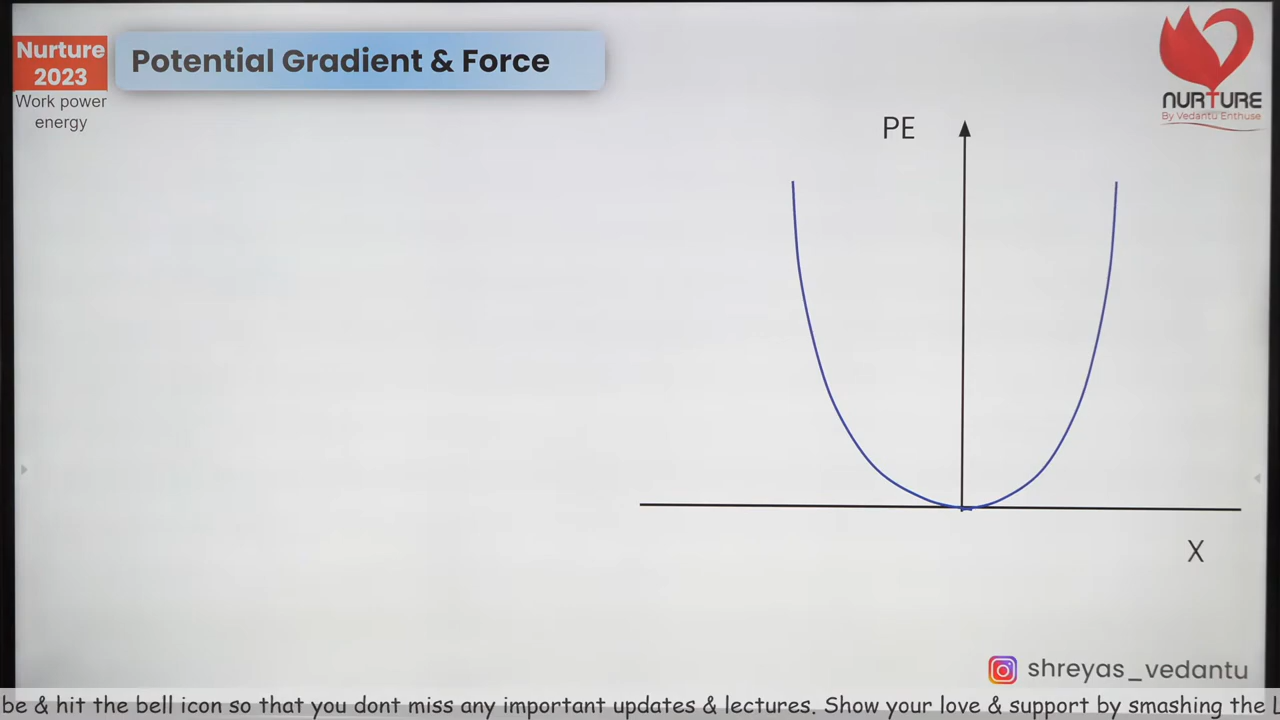 Nurture
2023
Work power
energy
Potential Gradient & Force
NURTURE
By Vedantu Enthuse
PE
X
shreyas_vedantu
be & hit the bell icon so that you dont miss any important updates & lectures. Show your love & support by smashing the L